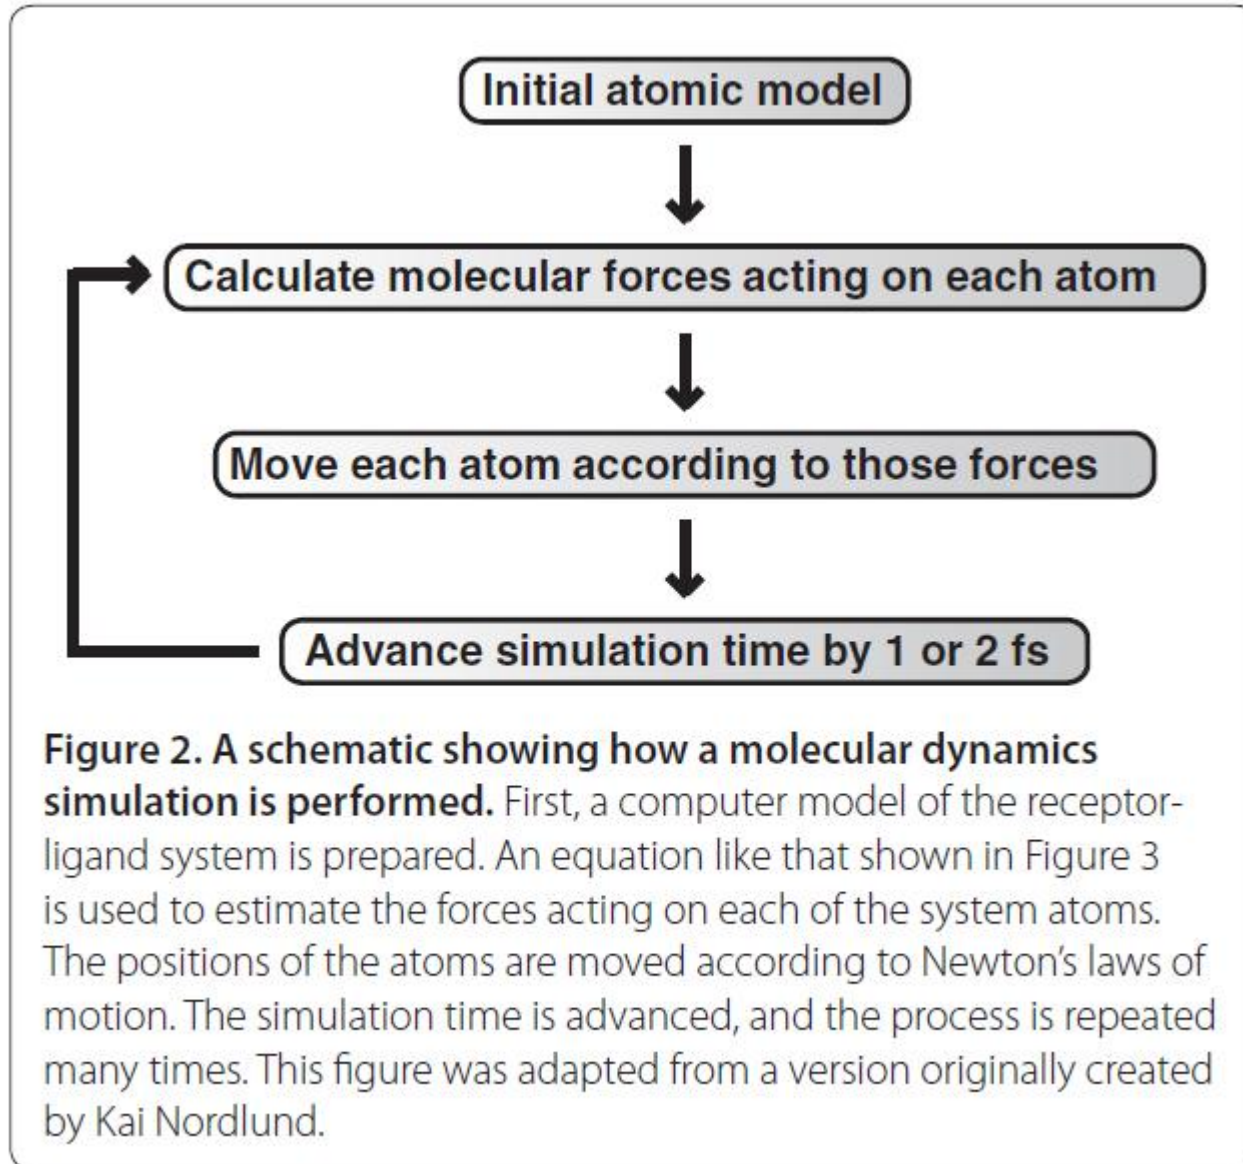 Initial atomic model
Calculate molecular forces acting on each atom
Move each atom according to those forces
Advance simulation time by 1 or 2 fs
Figure 2. A schematic showing how a molecular dynamics
simulation is performed. First, a computer model of the receptor-
ligand system is prepared. An equation like that shown in Figure 3
is used to estimate the forces acting on each of the system atoms.
The positions of the atoms are moved according to Newton’s laws of
motion. The simulation time is advanced, and the process is repeated
many times. This figure was adapted from a version originally created
by Kai Nordlund.